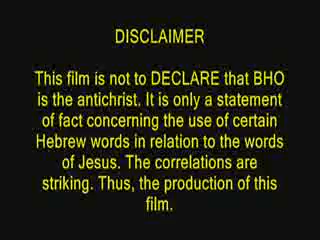 DISCLAIMER
This film is not to DECLARE that BHO
is the antichrist. It is only a statement
of fact concerning the use of certain
Hebrew words in relation to the words
of Jesus. The correlations are
striking. Thus, the production of this
film.